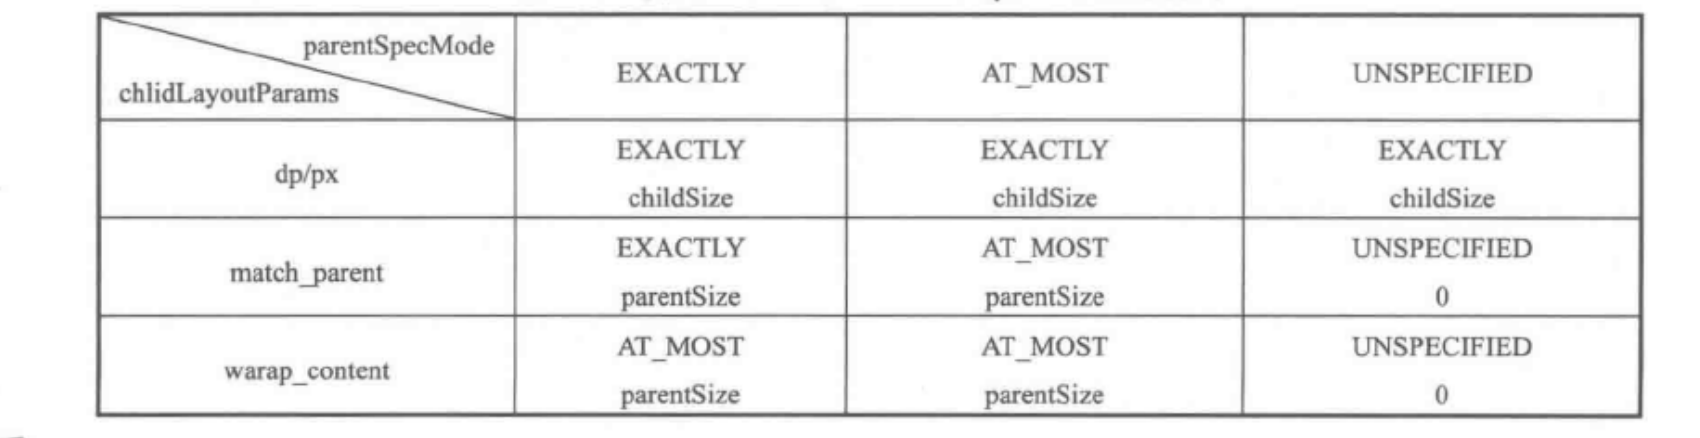 parentSpecMode
chlidLayoutParams
EXACTLY
AT_MOST
UNSPECIFIED
dp/px
EXACTLY
childSize
EXACTLY
childSize
EXACTLY
childSize
match_parent
EXACTLY
parentSize
AT_MOST
parentSize
UNSPECIFIED
0
warap_content
AT_MOST
parentSize
AT_MOST
parentSize
UNSPECIFIED
0